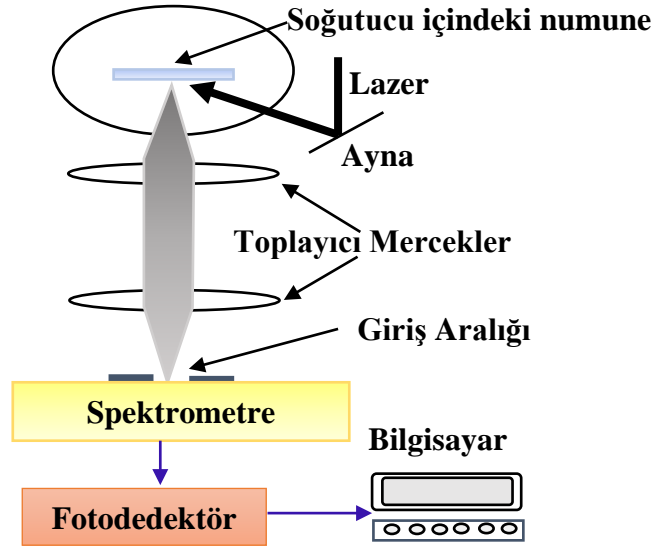 Soğutucu içindeki numune
Lazer
Ayna
Toplayıcı Mercekler
Giriş Aralığı
Spektrometre
Bilgisayar
Fotodedektör